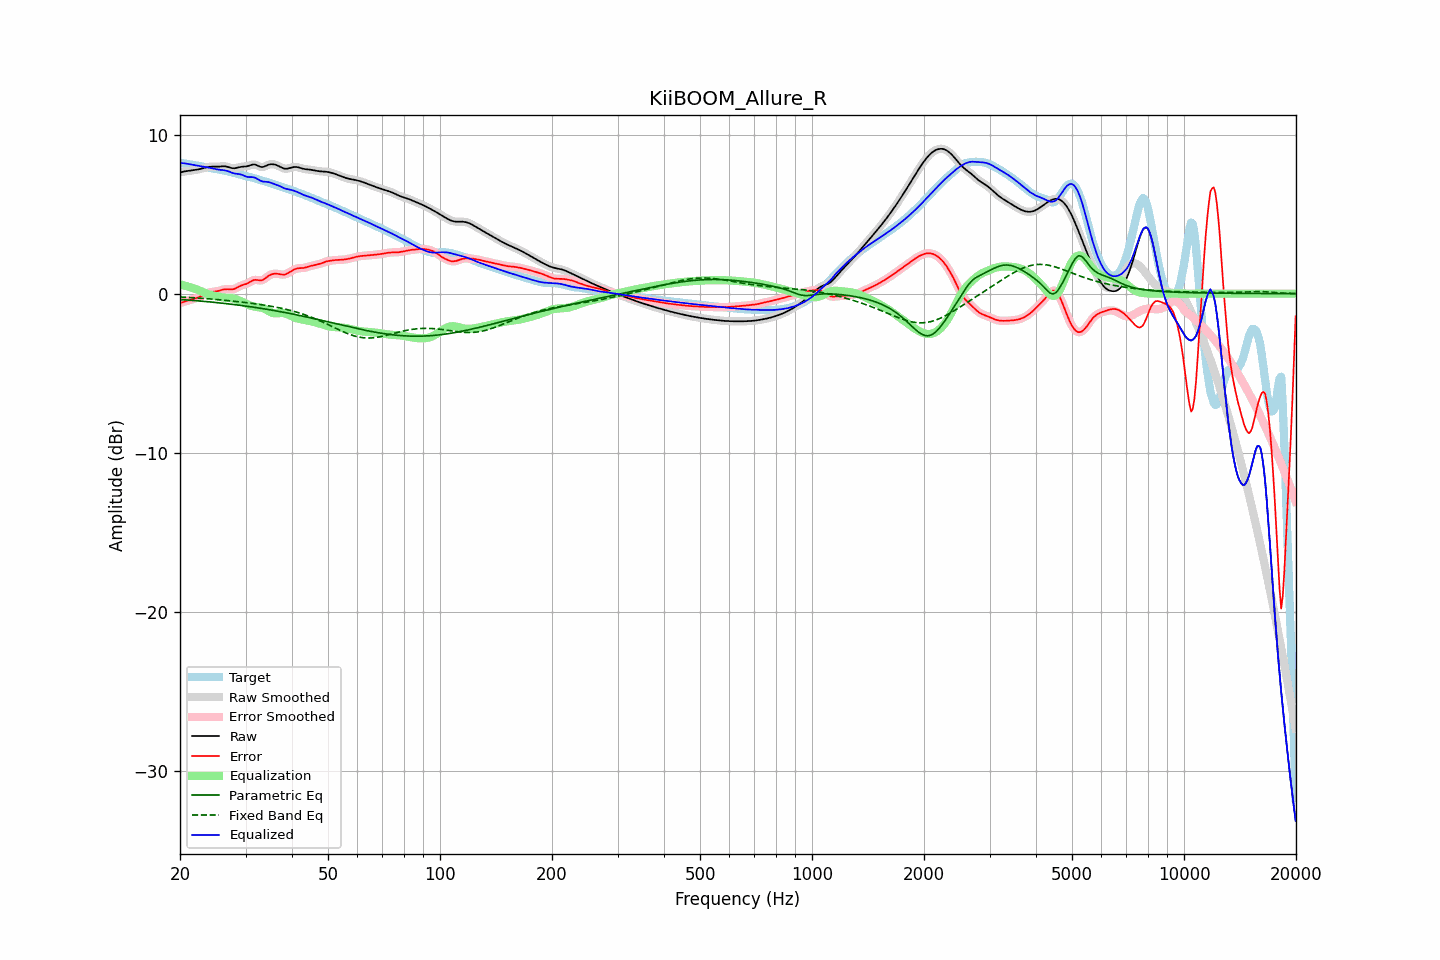 KiiBOOM_Allure_R
10
0
−10
−20
−30
Amplitude (dBr)
Target
Raw Smoothed
Error Smoothed
Raw
Error
Equalization
Parametric Eq
Fixed Band Eq
Equalized
20 50 100 200 500 1000 2000 5000 10000 20000
Frequency (Hz)